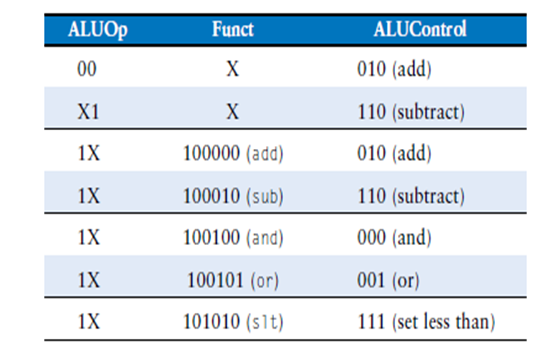 ALUOp Funct ALUControl
00 X 010 (add)
X1 X 110 (subtract)
1X 100000 (add) 010 (add)
1X 100010 (sub) 110 (subtract)
1X 100100 (and) 000 (and)
1X 100101 (or) 001 (or)
1X 101010 (slt) 111 (set less than)